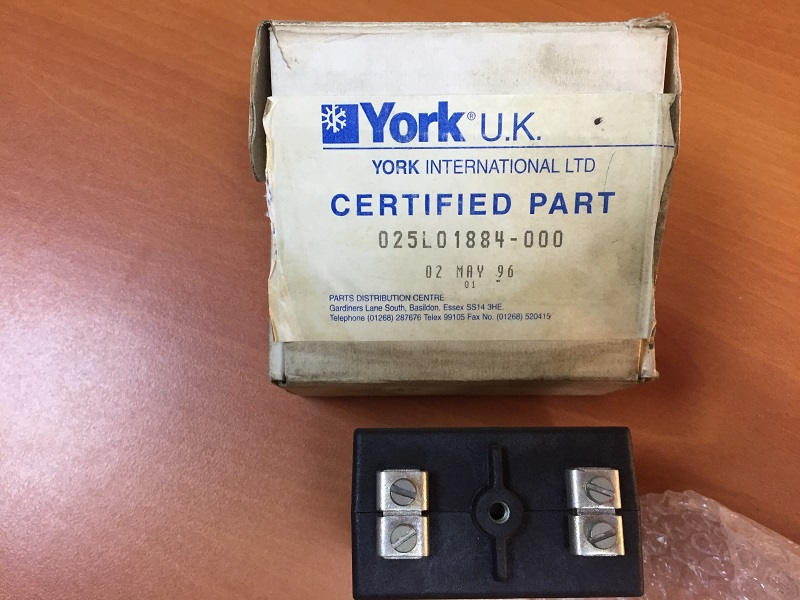 York® U.K.
YORK INTERNATIONAL LTD
CERTIFIED PART
025L01884-000
02 MAY 96
01
PARTS DISTRIBUTION CENTRE
Gardiners Lane South, Basildon, Essex SS14 3HE.
Telephone (01268) 287676 Telex 99105 Fax No. (01268) 520415